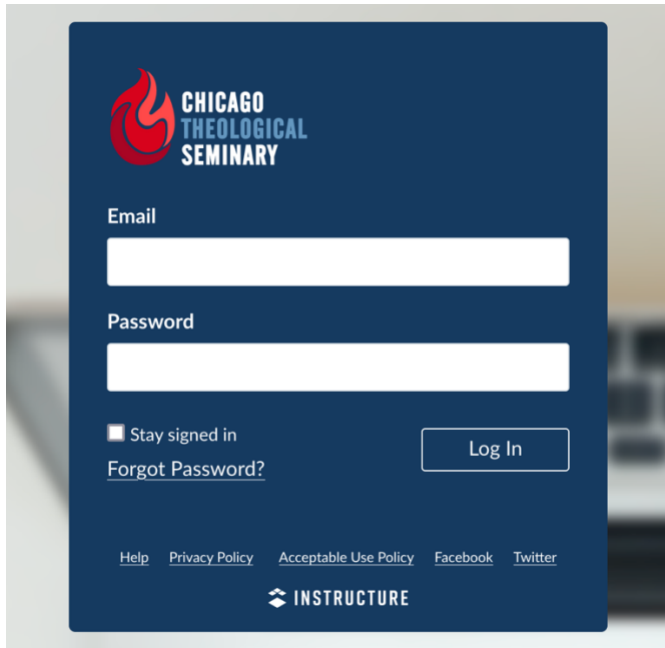 CHICAGO
THEOLOGICAL
SEMINARY
Email
Password
Stay signed in
Log In
Forgot Password?
Help Privacy Policy Acceptable Use Policy Facebook Twitter
INSTRUCTURE